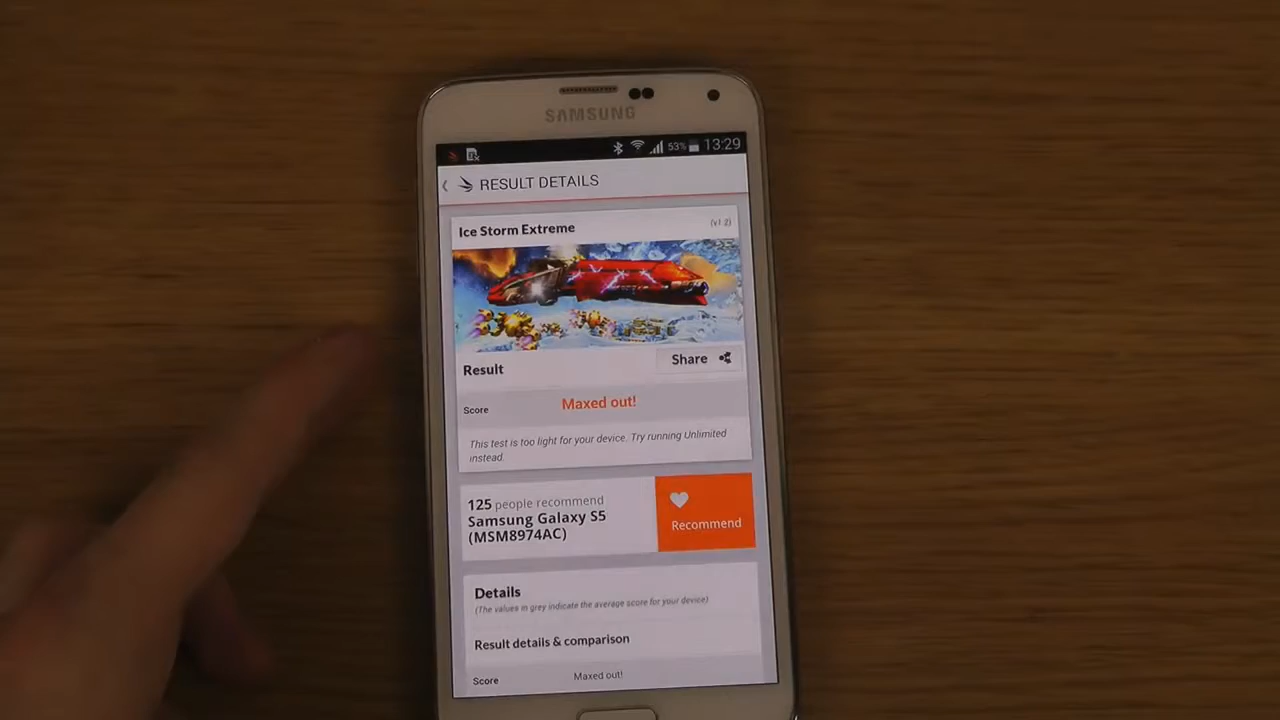 SAMSUNG
53% 13:29
RESULT DETAILS
Ice Storm Extreme (v1.2)
Result Share
Score Maxed out!
This test is too light for your device. Try running Unlimited
instead.
125 people recommend
Samsung Galaxy S5
(MSM8974AC)
Recommend
Details
(The values in grey indicate the average score for your device)
Result details & comparison
Score Maxed out!